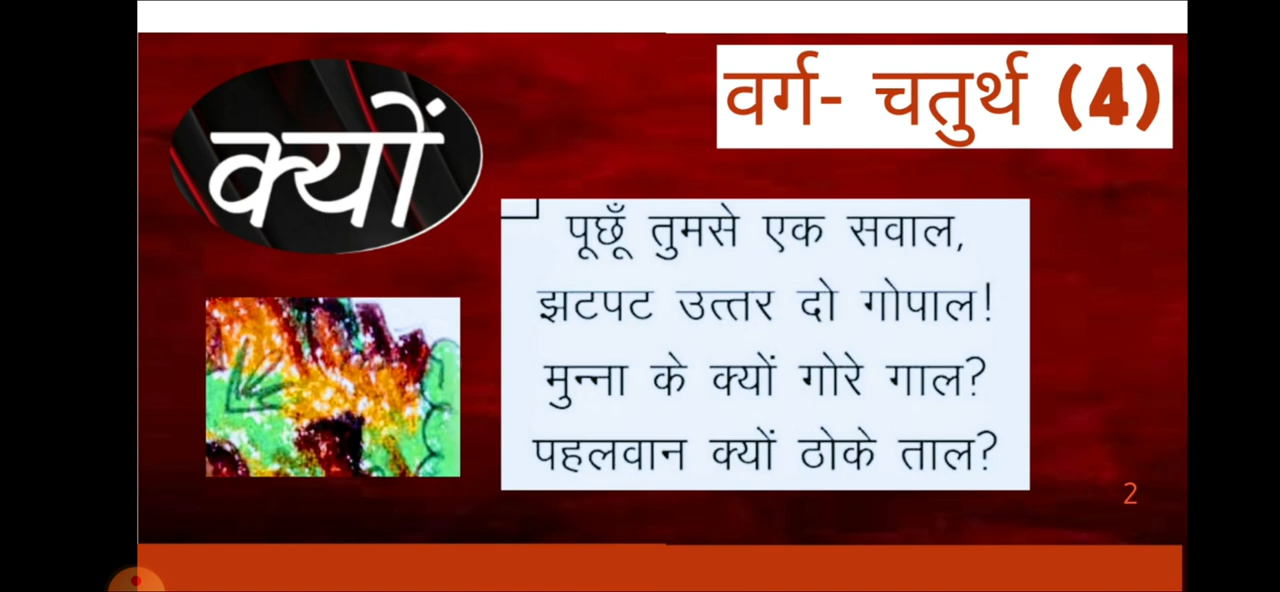 क्यों
वर्ग- चतुर्थ (4)
पूछूँ तुमसे एक सवाल,
झटपट उत्तर दो गोपाल!
मुन्ना के क्यों गोरे गाल?
पहलवान क्यों ठोके ताल?
2